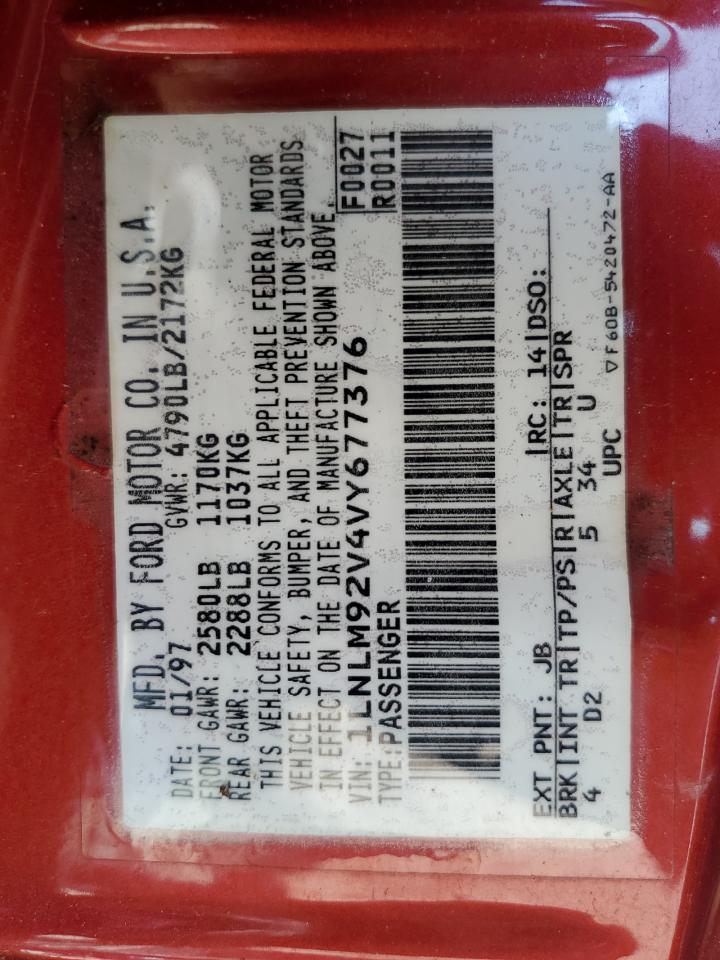 MFD. BY FORD MOTOR CO. IN U.S.A.
DATE: 01/97 GVWR: 4790LB/2172KG
FRONT GAWR: 2580LB 1170KG
REAR GAWR: 2288LB 1037KG
THIS VEHICLE CONFORMS TO ALL APPLICABLE FEDERAL MOTOR
VEHICLE SAFETY, BUMPER, AND THEFT PREVENTION STANDARDS
IN EFFECT ON THE DATE OF MANUFACTURE SHOWN ABOVE.
VIN: 1LNLM92V4VY677376 F0027
TYPE: PASSENGER R0011
EXT PNT: JB |RC: 14|DSO:
BRK|INT TR|TP/PS|R|AXLE|TR|SPR
4 D2 5 34 U
UPC
▽F60B-5420472-AA